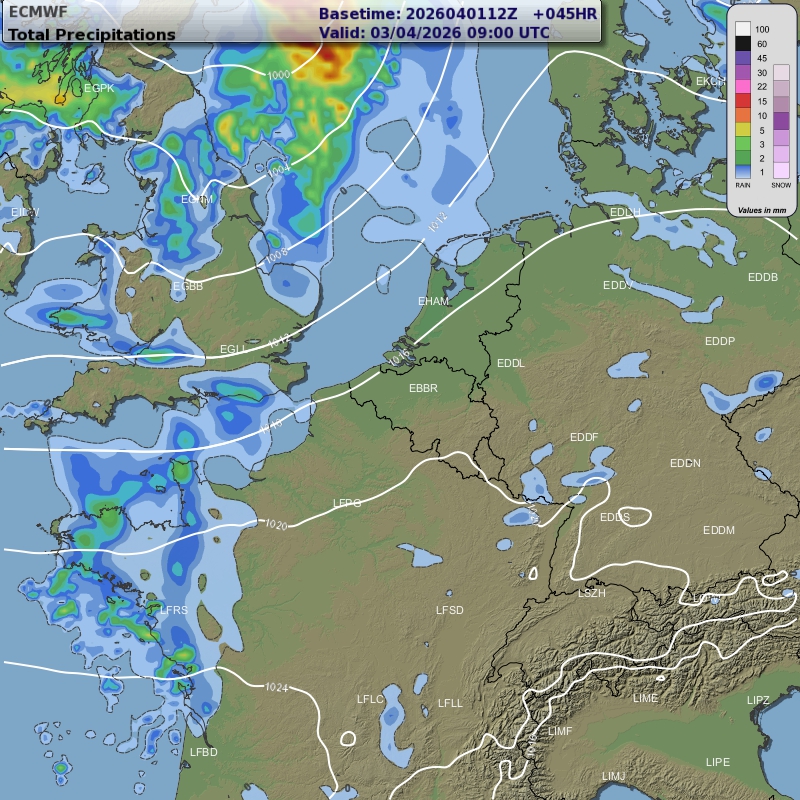 ECMWF
Basetime: 2026040112Z +045HR
Total Precipitations
Valid: 03/04/2026 09:00 UTC
100
60
45
30
22
15
10
5
3
2
1
RAIN
SNOW
Values in mm
EGPK
EKCH
1000
1004
EDLH
1012
1008
EGBB
EDDV
EDDB
EHAM
EGLL
1012
1016
EDDP
EDDL
EBBR
1016
EDDF
EDDN
LFPG
1020
EDDS
EDDM
LSZH
LFRS
LFSD
1024
LFLC
LFLL
LIME
LIPZ
LIMF
LFBD
LIPE
LIMJ